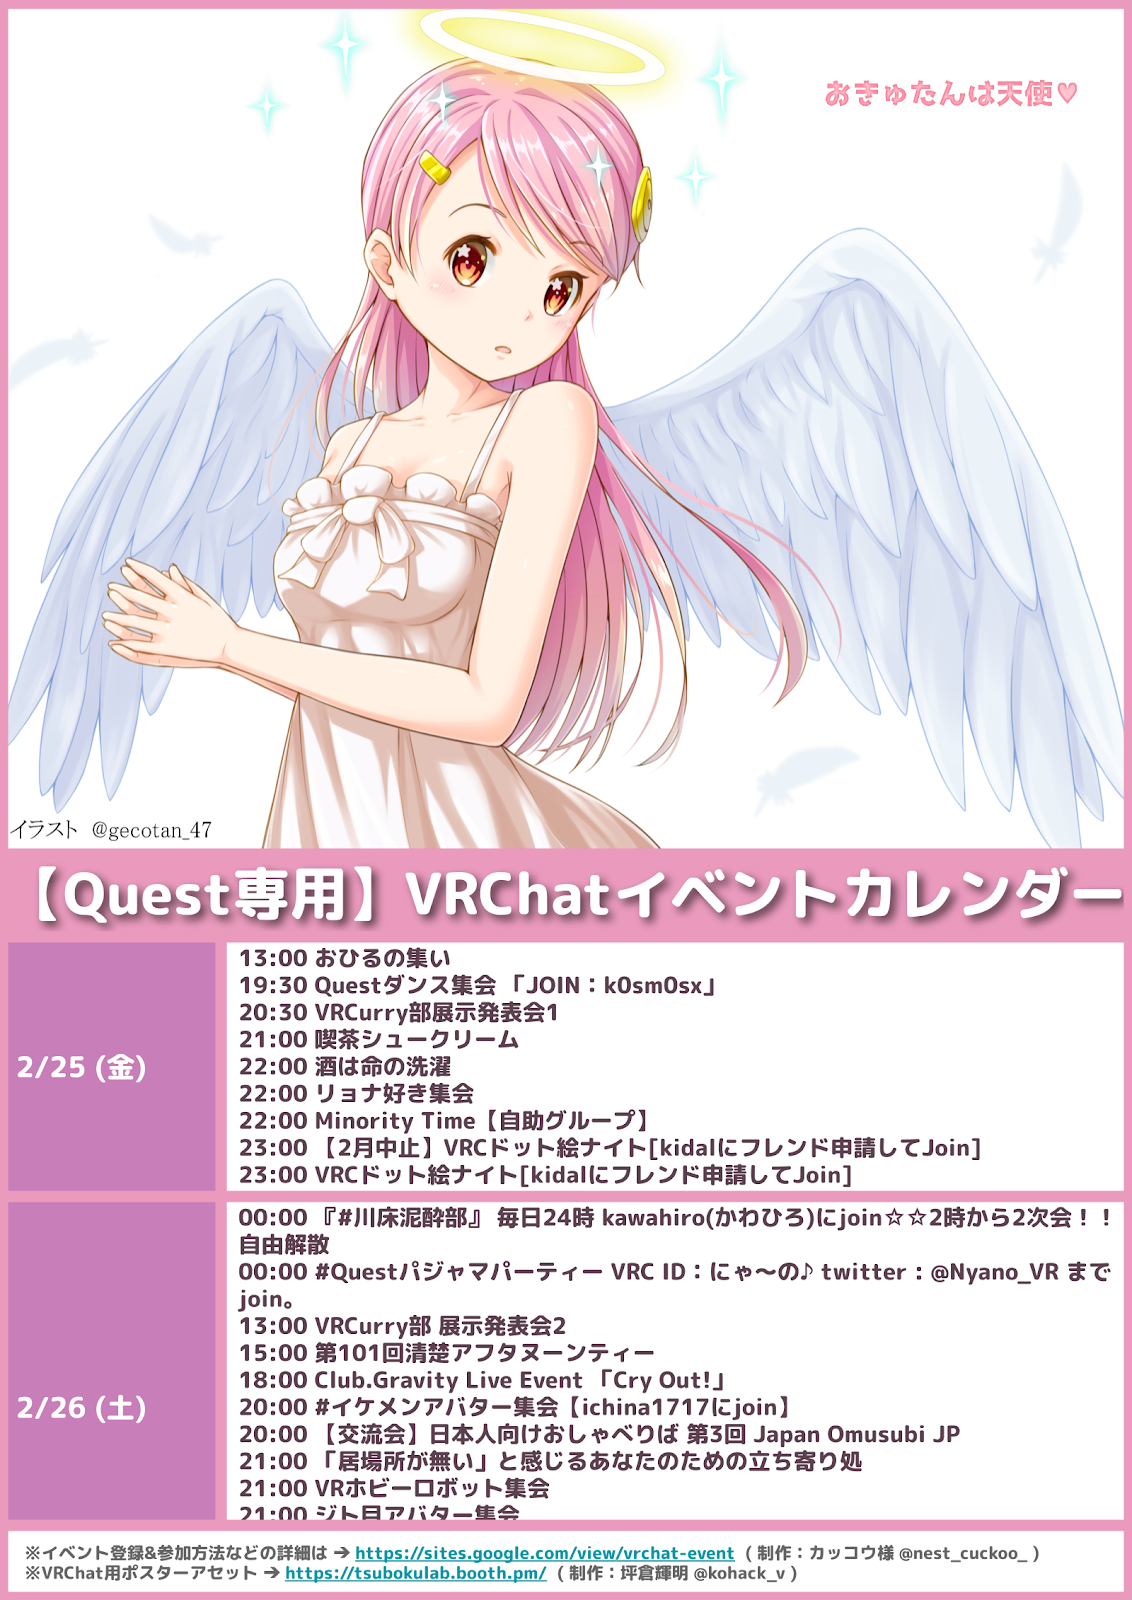 おきゅたんは天使♥
イラスト @gecotan_47
【Quest専用】VRChatイベントカレンダー
2/25 (金)
13:00 おひるの集い
19:30 Questダンス集会 「JOIN：k0sm0sx」
20:30 VRCurry部展示発表会1
21:00 喫茶シュークリーム
22:00 酒は命の洗濯
22:00 リョナ好き集会
22:00 Minority Time【自助グループ】
23:00 【2月中止】VRCドット絵ナイト[kidalにフレンド申請してJoin]
23:00 VRCドット絵ナイト[kidalにフレンド申請してJoin]
2/26 (土)
00:00 『#川床泥酔部』 毎日24時 kawahiro(かわひろ)にjoin☆☆2時から2次会！！
自由解散
00:00 #Questパジャマパーティー VRC ID：にゃ～の♪ twitter : @Nyano_VR まで
join。
13:00 VRCurry部 展示発表会2
15:00 第101回清楚アフタヌーンティー
18:00 Club.Gravity Live Event 「Cry Out!」
20:00 #イケメンアバター集会【ichina1717にjoin】
20:00 【交流会】日本人向けおしゃべりば 第3回 Japan Omusubi JP
21:00 「居場所が無い」と感じるあなたのための立ち寄り処
21:00 VRホビーロボット集会
21:00 ジト目アバター集会
※イベント登録&参加方法などの詳細は ➔ https://sites.google.com/view/vrchat-event ( 制作：カッコウ様 @nest_cuckoo_ )
※VRChat用ポスターアセット ➔ https://tsubokulab.booth.pm/ ( 制作：坪倉輝明 @kohack_v )